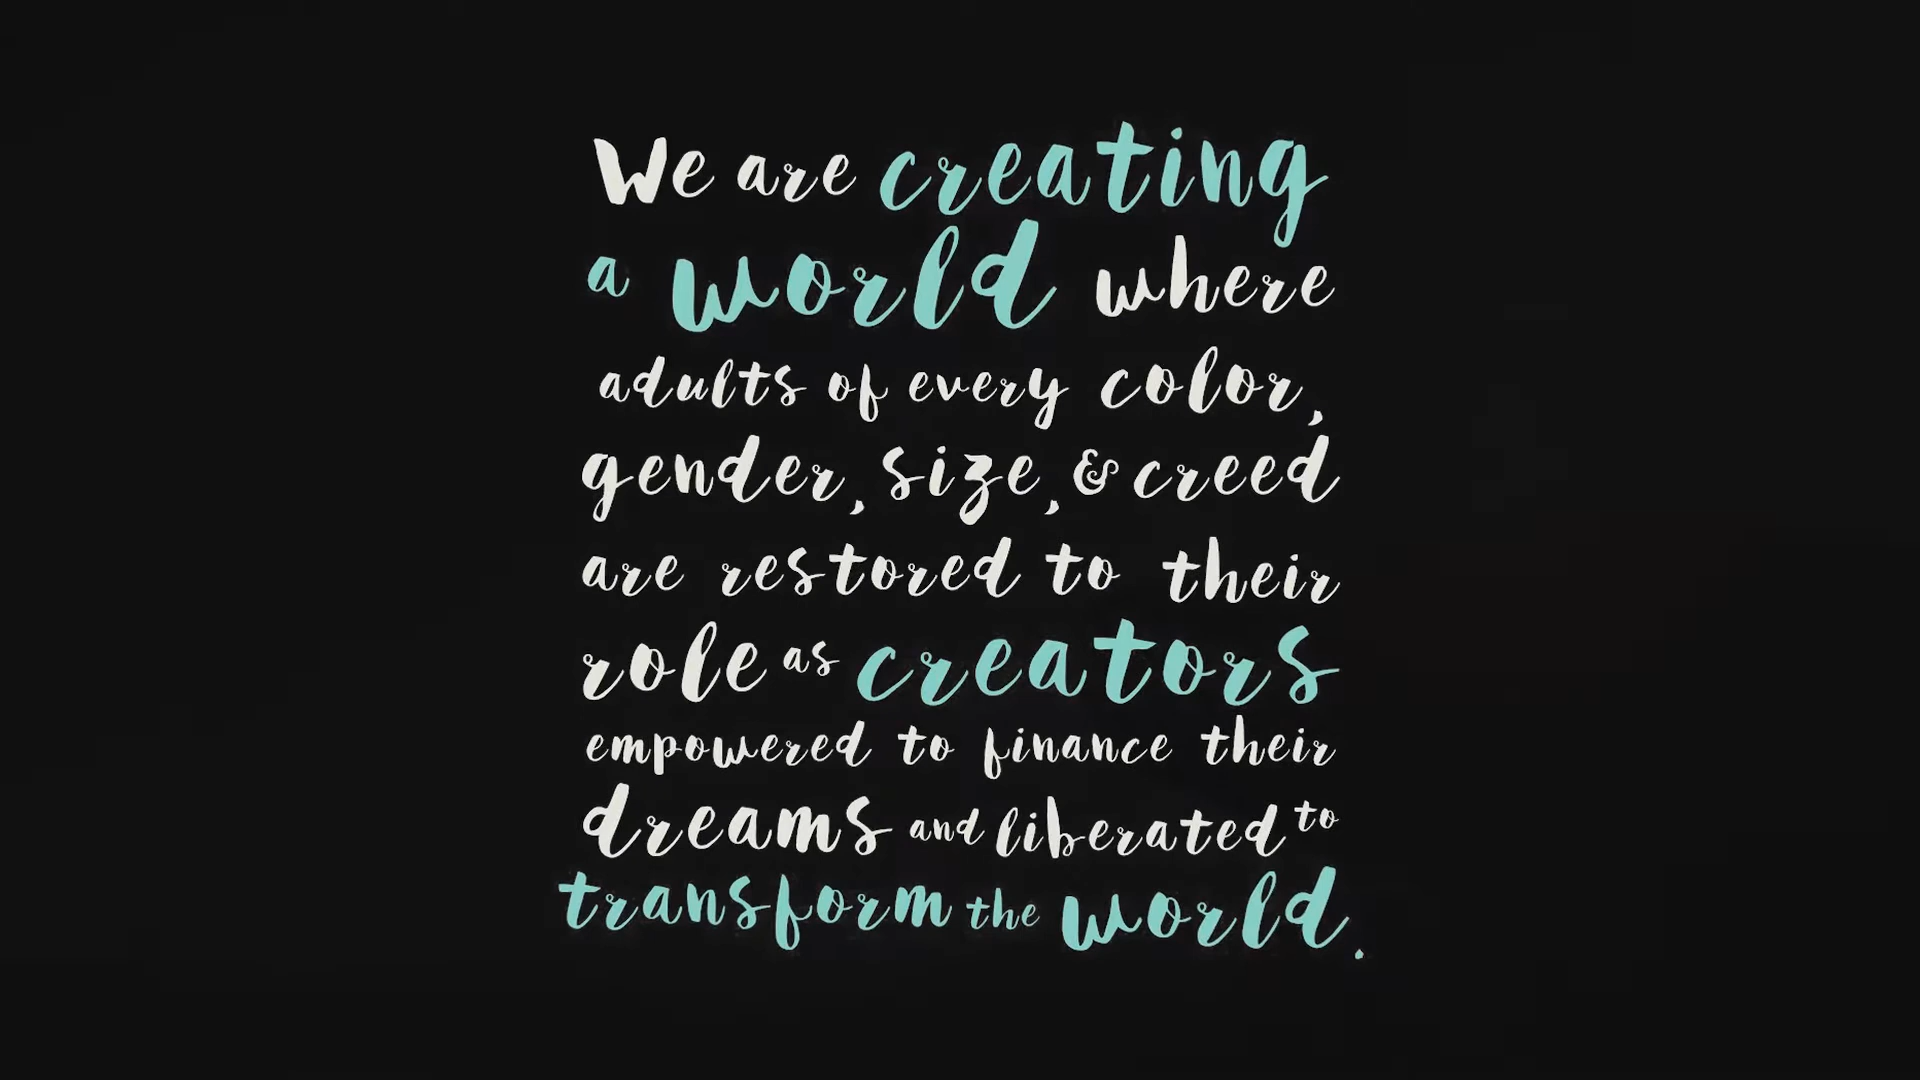 We are creating
a world where
adults of every color,
gender, size, & creed
are restored to their
role as creators
empowered to finance their
dreams and liberated to
transform the world.